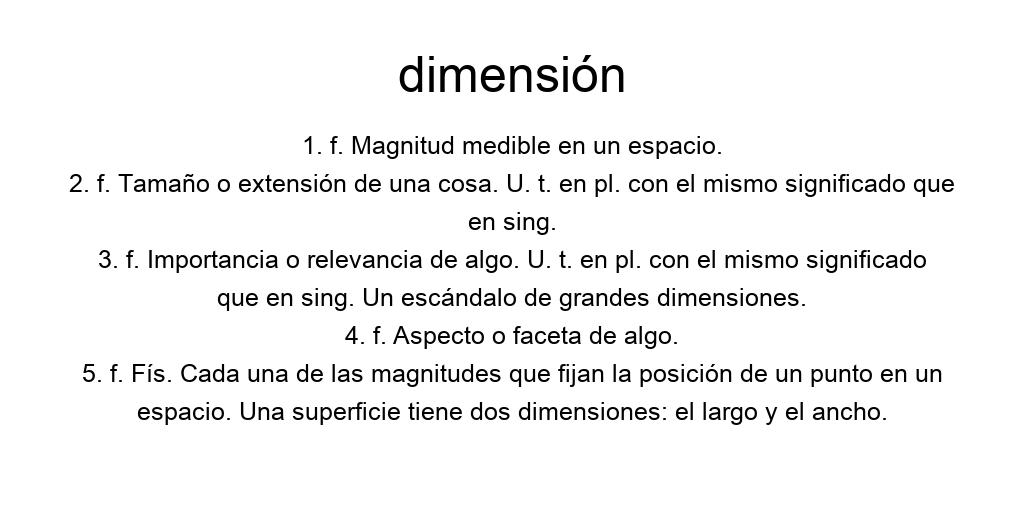 dimensión
1. f. Magnitud medible en un espacio.
2. f. Tamaño o extensión de una cosa. U. t. en pl. con el mismo significado que
en sing.
3. f. Importancia o relevancia de algo. U. t. en pl. con el mismo significado
que en sing. Un escándalo de grandes dimensiones.
4. f. Aspecto o faceta de algo.
5. f. Fís. Cada una de las magnitudes que fijan la posición de un punto en un
espacio. Una superficie tiene dos dimensiones: el largo y el ancho.